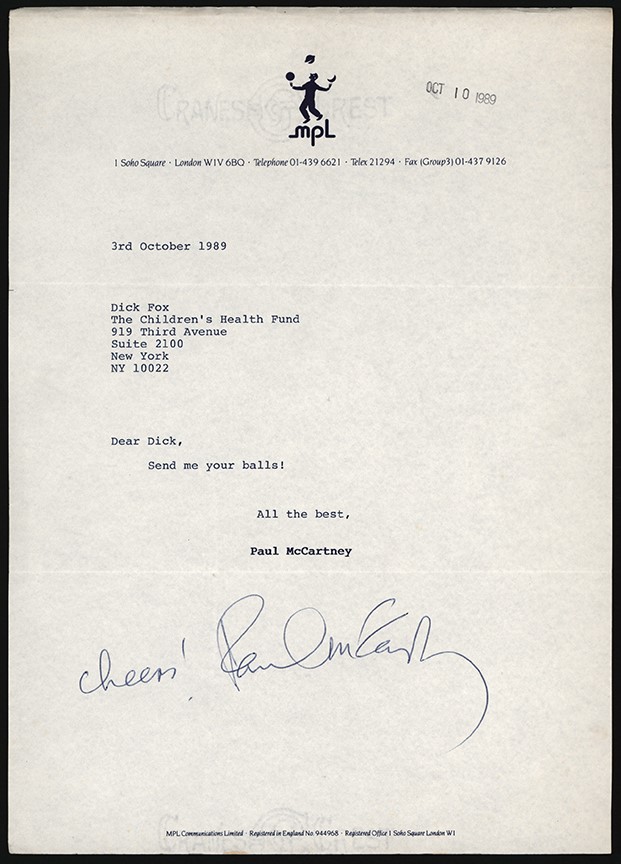 CRANE'S CREST
mpL
OCT 10 1989
1 Soho Square · London W1V 6BQ · Telephone 01-439 6621 · Telex 21294 · Fax (Group3) 01-437 9126
3rd October 1989
Dick Fox
The Children's Health Fund
919 Third Avenue
Suite 2100
New York
NY 10022
Dear Dick,
Send me your balls!
All the best,
Paul McCartney
cheers! Paul McCartney
MPL Communications Limited · Registered in England No. 944968 · Registered Office 1 Soho Square London W1